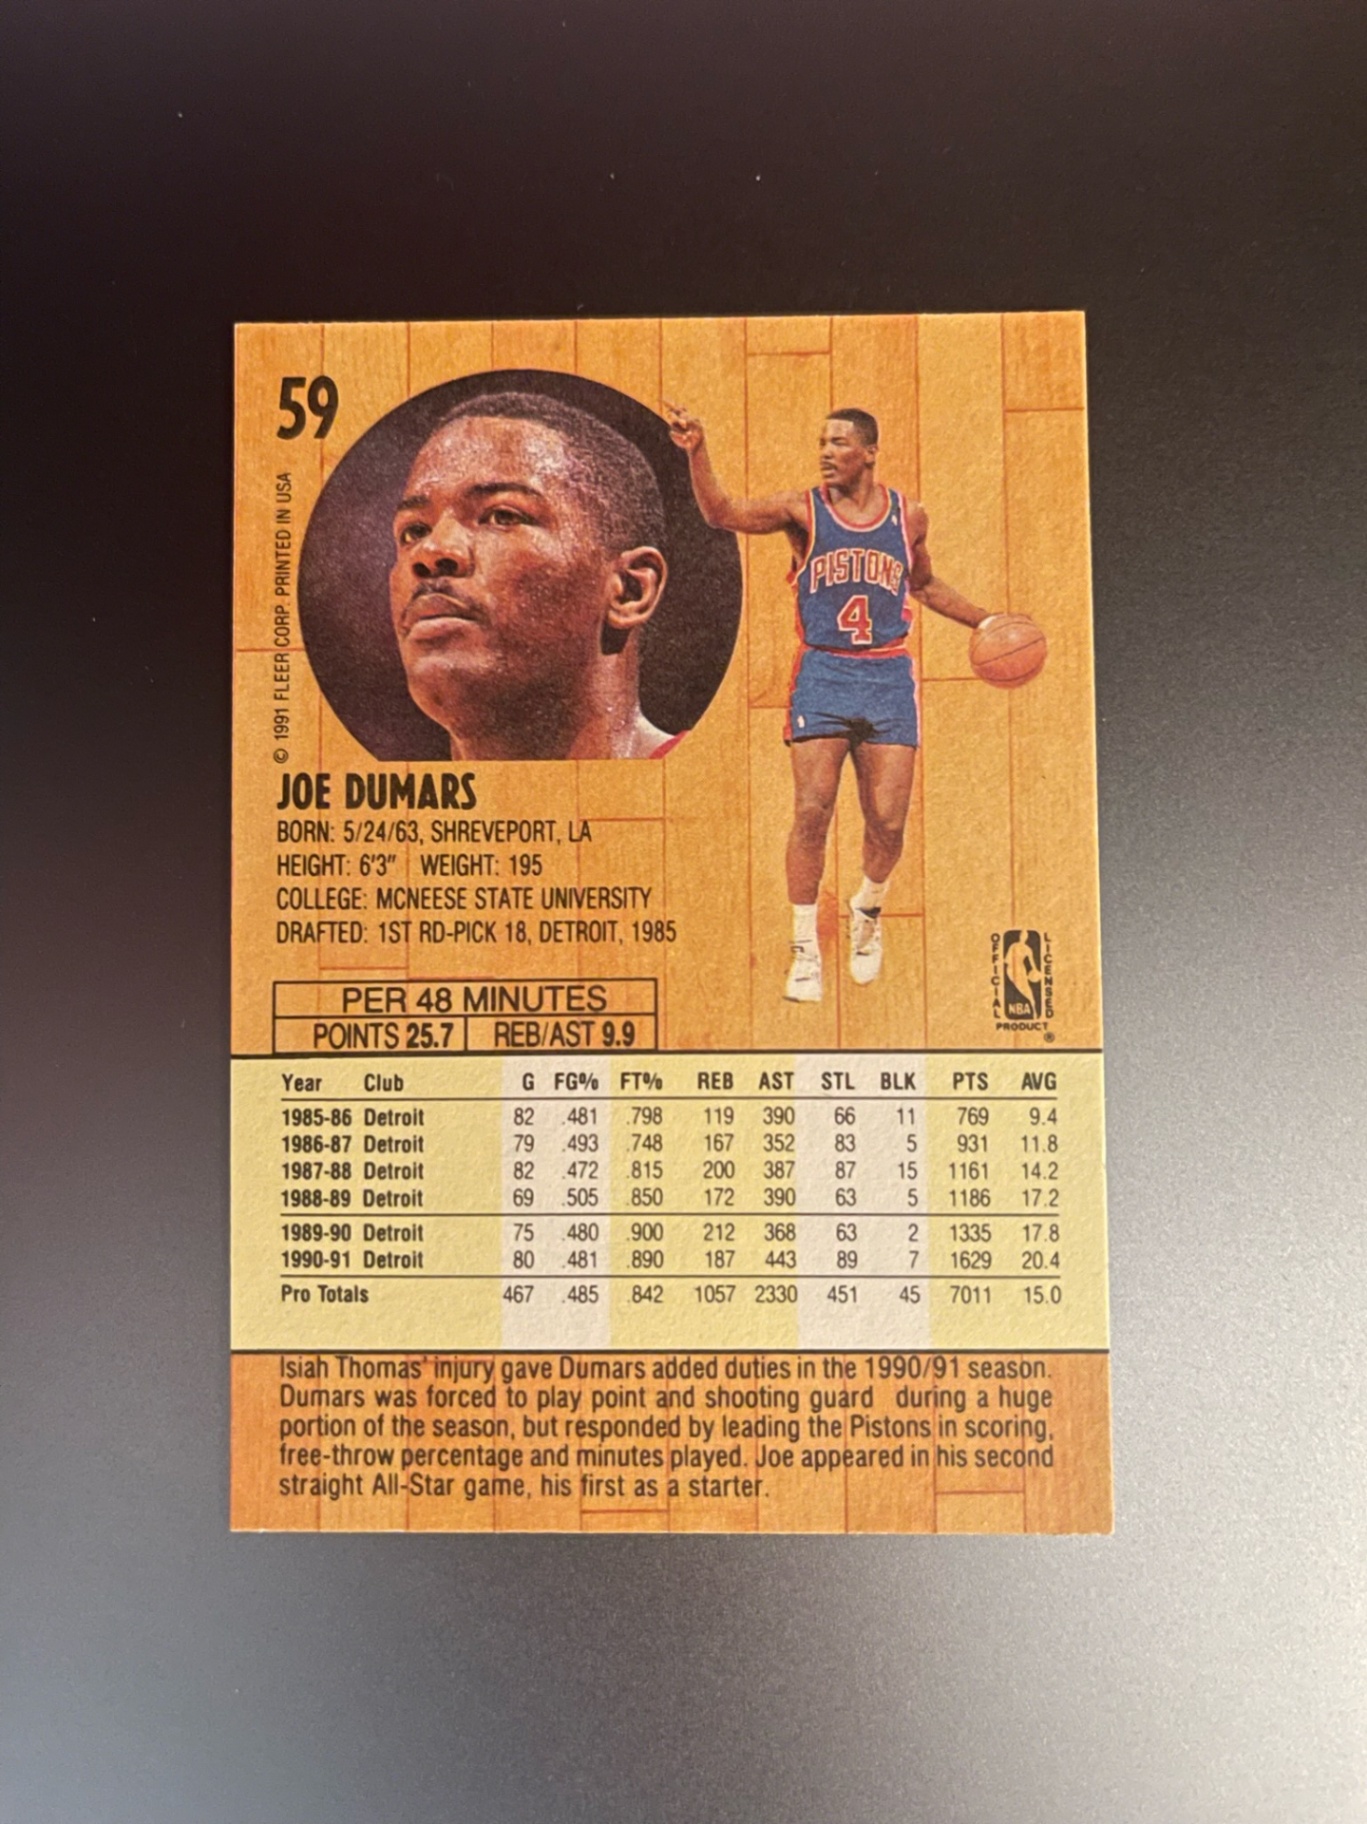 59
© 1991 FLEER CORP. PRINTED IN USA
PISTONS
4
JOE DUMARS
BORN: 5/24/63, SHREVEPORT, LA
HEIGHT: 6'3" WEIGHT: 195
COLLEGE: MCNEESE STATE UNIVERSITY
DRAFTED: 1ST RD-PICK 18, DETROIT, 1985
OFFICIAL
LICENSED
NBA
PRODUCT
®
PER 48 MINUTES
POINTS 25.7 REB/AST 9.9
Year Club G FG% FT% REB AST STL BLK PTS AVG
1985-86 Detroit 82 .481 .798 119 390 66 11 769 9.4
1986-87 Detroit 79 .493 .748 167 352 83 5 931 11.8
1987-88 Detroit 82 .472 .815 200 387 87 15 1161 14.2
1988-89 Detroit 69 .505 .850 172 390 63 5 1186 17.2
1989-90 Detroit 75 .480 .900 212 368 63 2 1335 17.8
1990-91 Detroit 80 .481 .890 187 443 89 7 1629 20.4
Pro Totals 467 .485 .842 1057 2330 451 45 7011 15.0
Isiah Thomas' injury gave Dumars added duties in the 1990/91 season.
Dumars was forced to play point and shooting guard during a huge
portion of the season, but responded by leading the Pistons in scoring,
free-throw percentage and minutes played. Joe appeared in his second
straight All-Star game, his first as a starter.